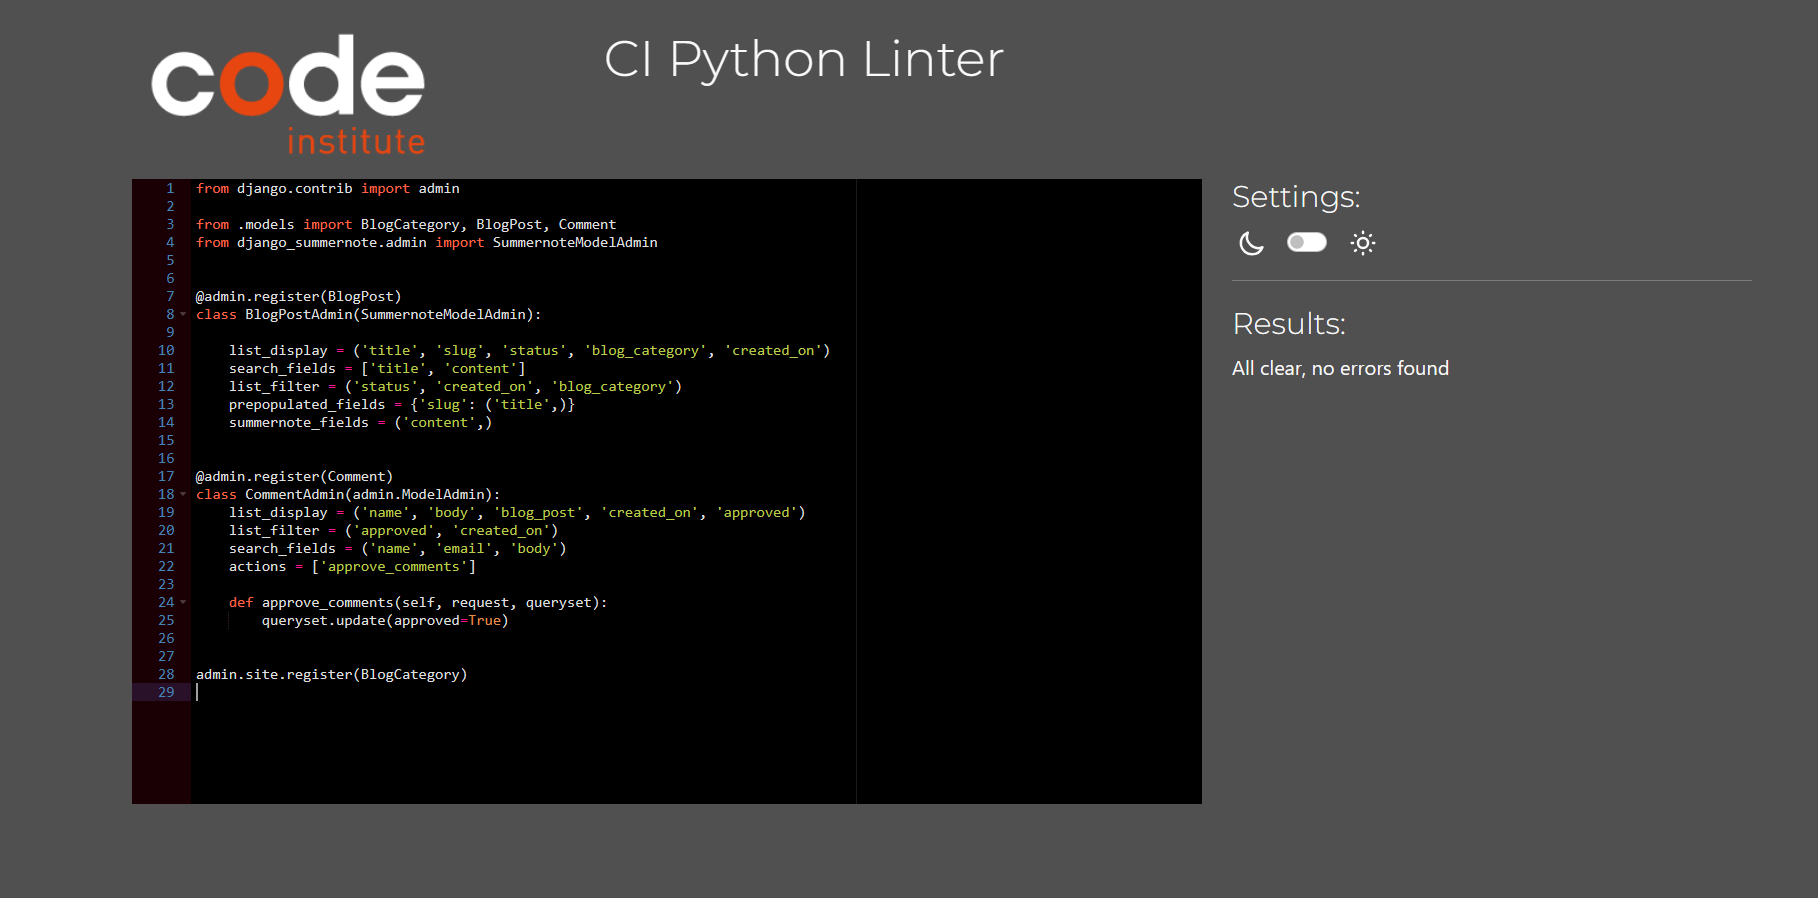 code
institute
CI Python Linter
1 from django.contrib import admin
2
3 from .models import BlogCategory, BlogPost, Comment
4 from django_summernote.admin import SummernoteModelAdmin
5
6
7 @admin.register(BlogPost)
8 class BlogPostAdmin(SummernoteModelAdmin):
9
10     list_display = ('title', 'slug', 'status', 'blog_category', 'created_on')
11     search_fields = ['title', 'content']
12     list_filter = ('status', 'created_on', 'blog_category')
13     prepopulated_fields = {'slug': ('title',)}
14     summernote_fields = ('content',)
15
16
17 @admin.register(Comment)
18 class CommentAdmin(admin.ModelAdmin):
19     list_display = ('name', 'body', 'blog_post', 'created_on', 'approved')
20     list_filter = ('approved', 'created_on')
21     search_fields = ('name', 'email', 'body')
22     actions = ['approve_comments']
23
24     def approve_comments(self, request, queryset):
25         queryset.update(approved=True)
26
27
28 admin.site.register(BlogCategory)
29
Settings:
Results:
All clear, no errors found